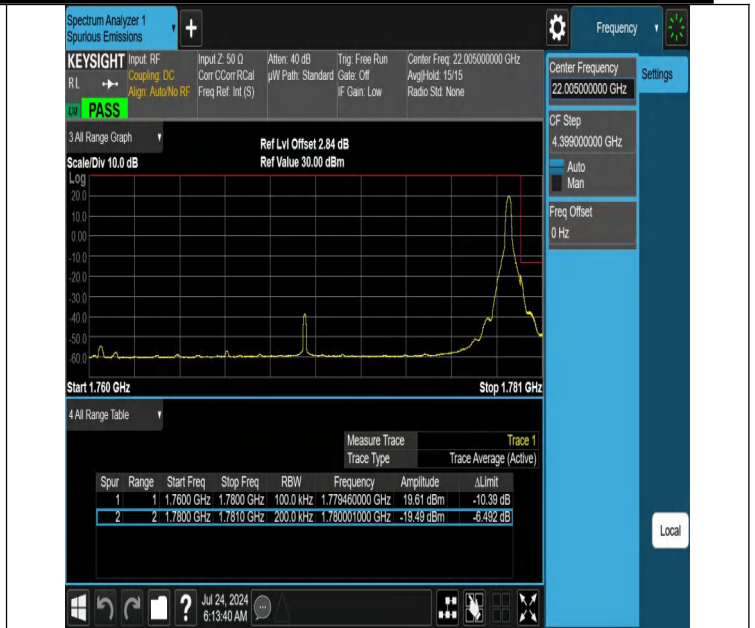 Spectrum Analyzer 1
Spurious Emissions
Frequency
KEYSIGHT
RL
Input: RF
Coupling: DC
Align: Auto/No RF
Input Z: 50 Ω
Corr CCorr RCal
Freq Ref: Int (S)
Atten: 40 dB
µW Path: Standard
Trig: Free Run
Gate: Off
IF Gain: Low
Center Freq: 22.005000000 GHz
Avg|Hold: 15/15
Radio Std: None
PASS
Center Frequency
22.005000000 GHz
Settings
CF Step
4.399000000 GHz
Auto
Man
Freq Offset
0 Hz
3 All Range Graph
Ref Lvl Offset 2.84 dB
Scale/Div 10.0 dB
Ref Value 30.00 dBm
Log
20.0
10.0
0.00
-10.0
-20.0
-30.0
-40.0
-50.0
-60.0
Start 1.760 GHz
Stop 1.781 GHz
4 All Range Table
Measure Trace Trace 1
Trace Type Trace Average (Active)
Spur Range Start Freq Stop Freq RBW Frequency Amplitude ΔLimit
1 1 1.7600 GHz 1.7800 GHz 100.0 kHz 1.779460000 GHz 19.61 dBm -10.39 dB
2 2 1.7800 GHz 1.7810 GHz 200.0 kHz 1.780001000 GHz -19.49 dBm -6.492 dB
Local
?
Jul 24, 2024
6:13:40 AM